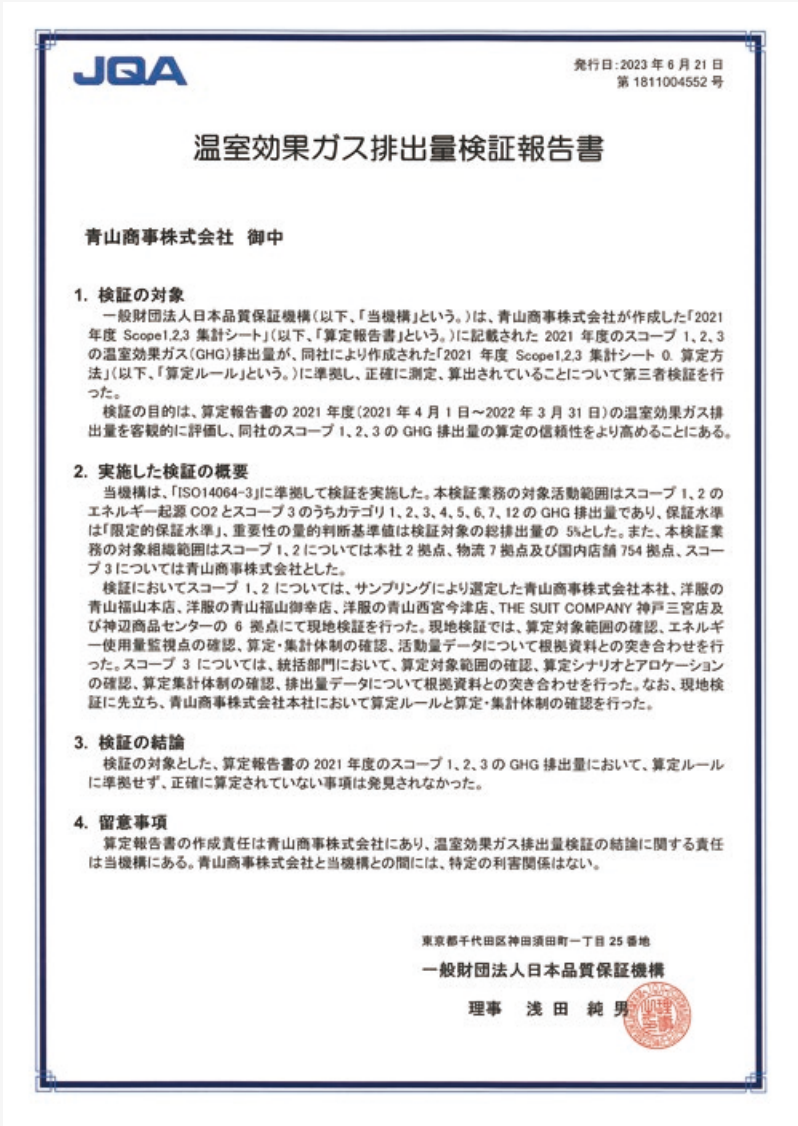 JQA
発行日:2023年6月21日
第1811004552号
温室効果ガス排出量検証報告書
青山商事株式会社 御中
1. 検証の対象
一般財団法人日本品質保証機構(以下、「当機構」という。)は、青山商事株式会社が作成した「2021
年度 Scope1,2,3 集計シート」(以下、「算定報告書」という。)に記載された 2021 年度のスコープ 1、2、3
の温室効果ガス(GHG)排出量が、同社により作成された「2021 年度 Scope1,2,3 集計シート 0. 算定方
法」(以下、「算定ルール」という。)に準拠し、正確に測定、算出されていることについて第三者検証を行
った。
検証の目的は、算定報告書の 2021 年度(2021 年 4 月 1 日～2022 年 3 月 31 日)の温室効果ガス排
出量を客観的に評価し、同社のスコープ 1、2、3 の GHG 排出量の算定の信頼性をより高めることにある。
2. 実施した検証の概要
当機構は、「ISO14064-3」に準拠して検証を実施した。本検証業務の対象活動範囲はスコープ 1、2 の
エネルギー起源 CO2 とスコープ 3 のうちカテゴリ 1、2、3、4、5、6、7、12 の GHG 排出量であり、保証水準
は「限定的保証水準」、重要性の量的判断基準値は検証対象の総排出量の 5%とした。また、本検証業
務の対象組織範囲はスコープ 1、2 については本社 2 拠点、物流 7 拠点及び国内店舗 754 拠点、スコー
プ 3 については青山商事株式会社とした。
検証においてスコープ 1、2 については、サンプリングにより選定した青山商事株式会社本社、洋服の
青山福山本店、洋服の青山福山御幸店、洋服の青山西宮今津店、THE SUIT COMPANY 神戸三宮店及
び神辺商品センターの 6 拠点にて現地検証を行った。現地検証では、算定対象範囲の確認、エネルギ
ー使用量監視点の確認、算定・集計体制の確認、活動量データについて根拠資料との突き合わせを行
った。スコープ 3 については、統括部門において、算定対象範囲の確認、算定シナリオとアロケーション
の確認、算定集計体制の確認、排出量データについて根拠資料との突き合わせを行った。なお、現地検
証に先立ち、青山商事株式会社本社において算定ルールと算定・集計体制の確認を行った。
3. 検証の結論
検証の対象とした、算定報告書の 2021 年度のスコープ 1、2、3 の GHG 排出量において、算定ルール
に準拠せず、正確に算定されていない事項は発見されなかった。
4. 留意事項
算定報告書の作成責任は青山商事株式会社にあり、温室効果ガス排出量検証の結論に関する責任
は当機構にある。青山商事株式会社と当機構との間には、特定の利害関係はない。
東京都千代田区神田須田町一丁目25番地
一般財団法人日本品質保証機構
理事 浅田 純男